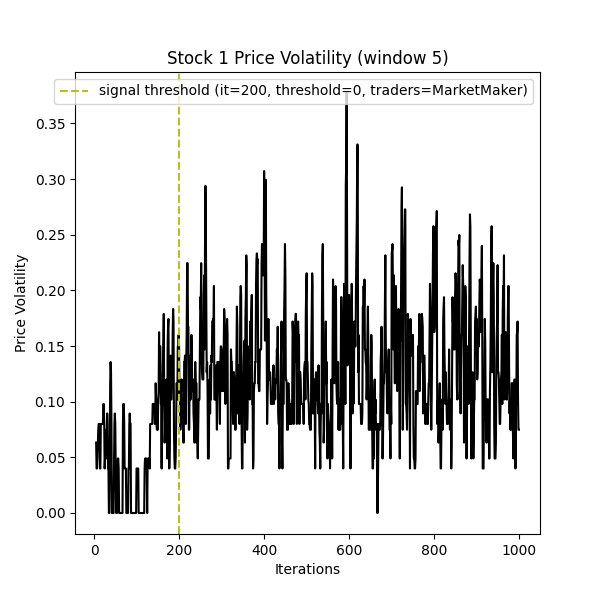 Stock 1 Price Volatility (window 5)
signal threshold (it=200, threshold=0, traders=MarketMaker)
Price Volatility
0.35
0.30
0.25
0.20
0.15
0.10
0.05
0.00
0 200 400 600 800 1000
Iterations